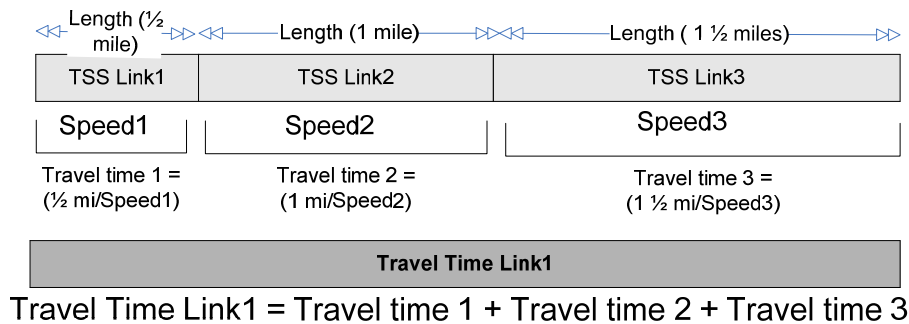 Length (½ mile)
Length (1 mile)
Length ( 1 ½ miles)
TSS Link1
TSS Link2
TSS Link3
Speed1
Speed2
Speed3
Travel time 1 =
(½ mi/Speed1)
Travel time 2 =
(1 mi/Speed2)
Travel time 3 =
(1 ½ mi/Speed3)
Travel Time Link1
Travel Time Link1 = Travel time 1 + Travel time 2 + Travel time 3